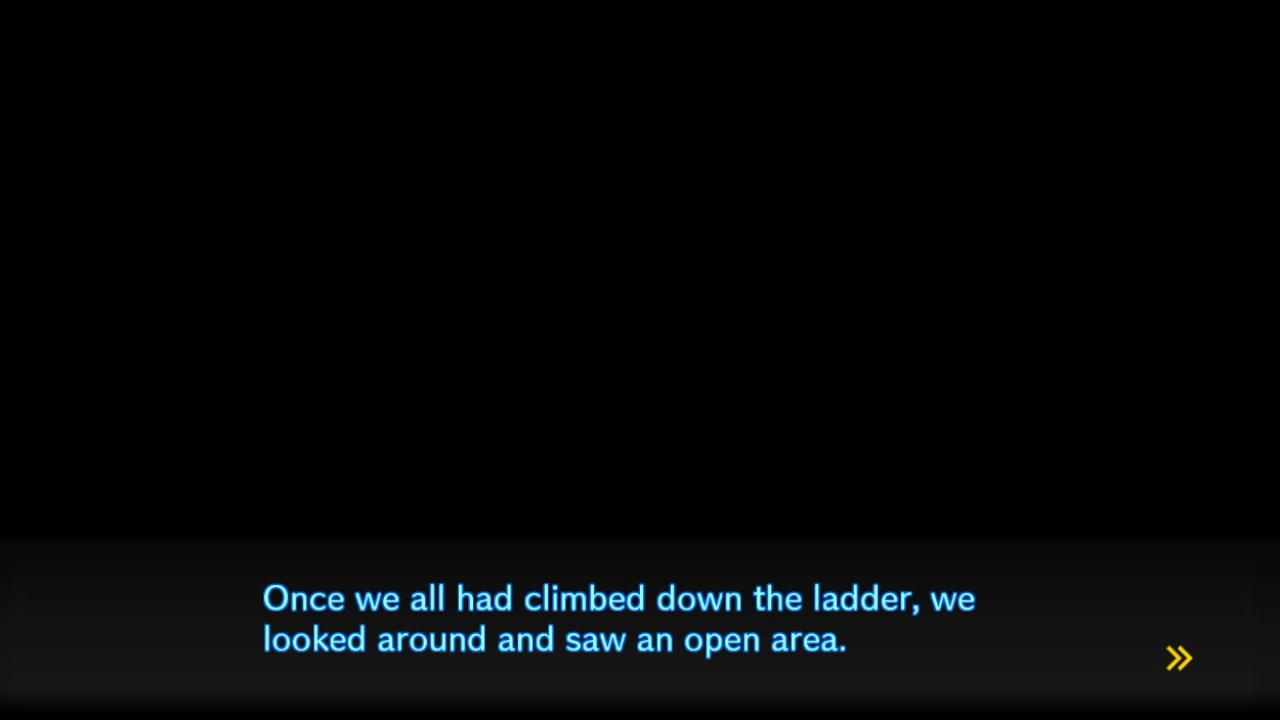 Once we all had climbed down the ladder, we
looked around and saw an open area.